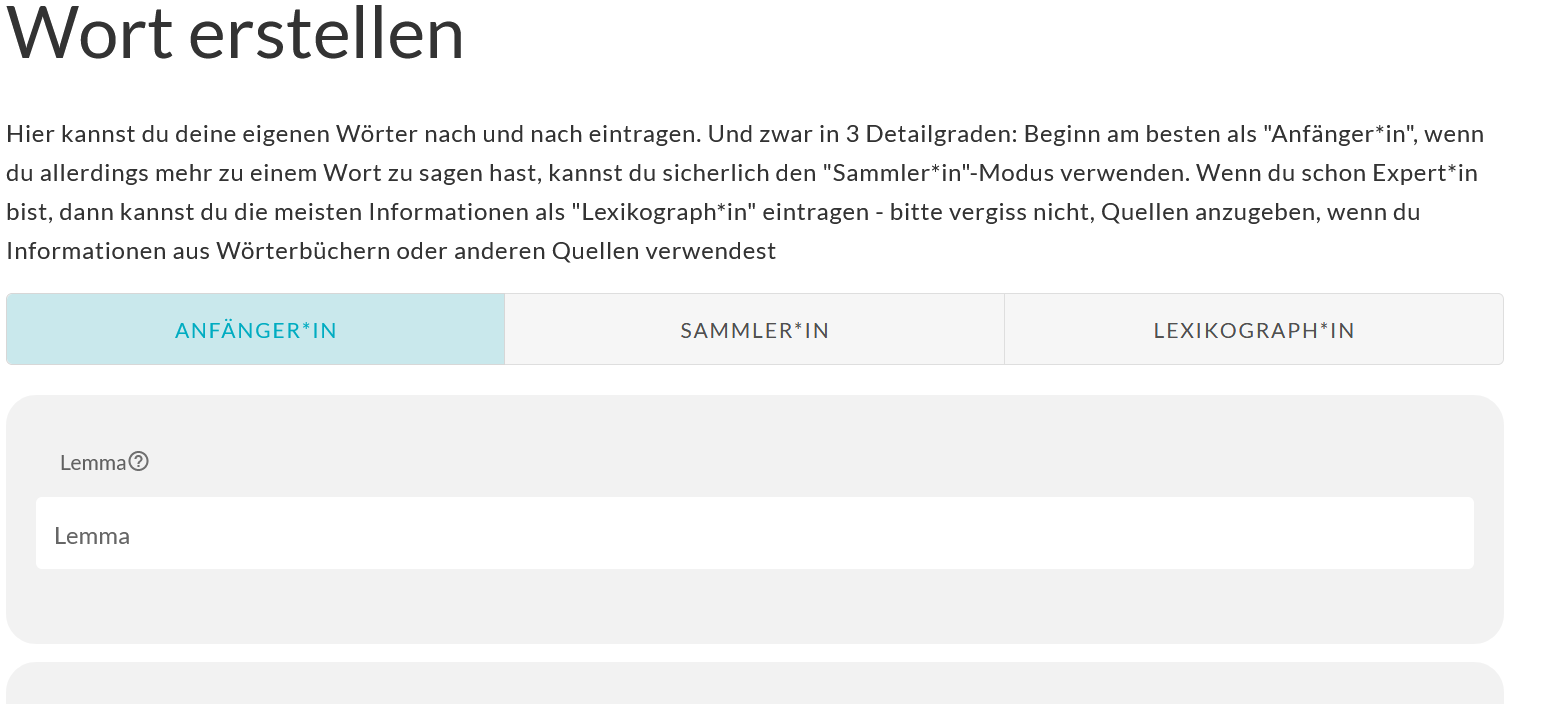 Wort erstellen
Hier kannst du deine eigenen Wörter nach und nach eintragen. Und zwar in 3 Detailgraden: Beginn am besten als "Anfänger*in", wenn
du allerdings mehr zu einem Wort zu sagen hast, kannst du sicherlich den "Sammler*in"-Modus verwenden. Wenn du schon Expert*in
bist, dann kannst du die meisten Informationen als "Lexikograph*in" eintragen - bitte vergiss nicht, Quellen anzugeben, wenn du
Informationen aus Wörterbüchern oder anderen Quellen verwendest
ANFÄNGER*IN
SAMMLER*IN
LEXIKOGRAPH*IN
Lemma
Lemma